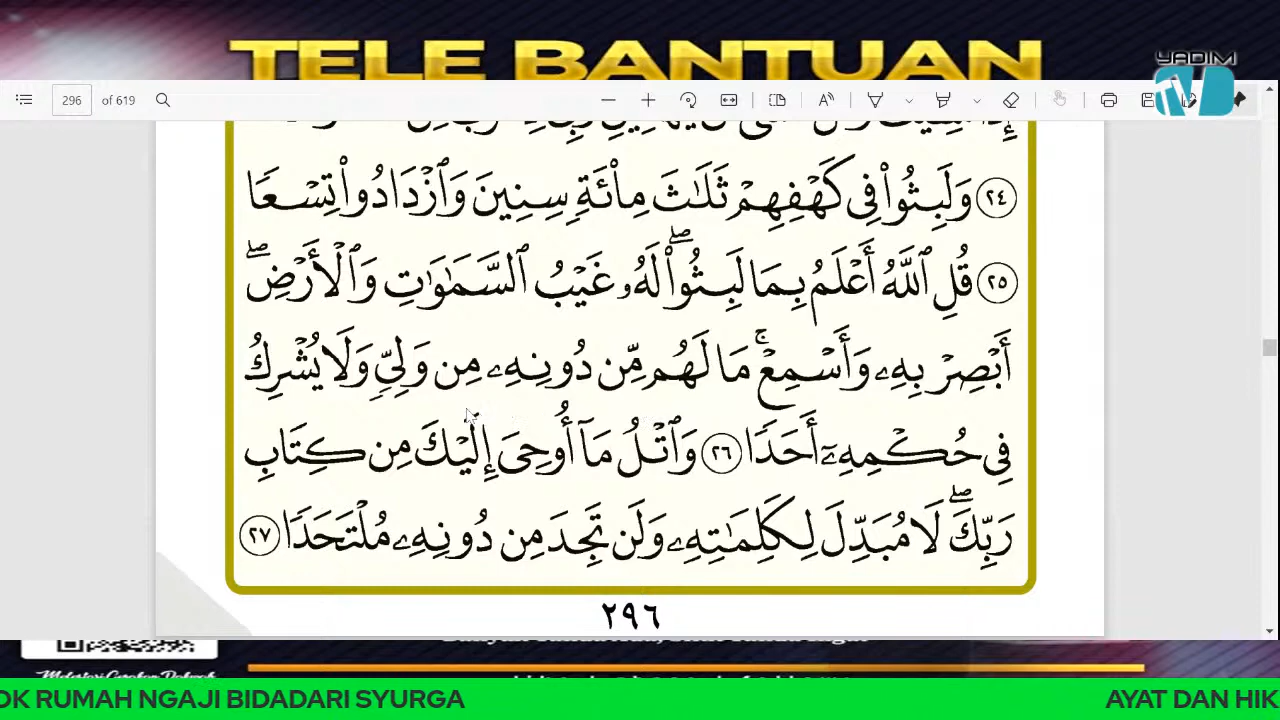 TELE BANTUAN
YADIM
296 of 619
وَلَبِثُوا۟ فِى كَهْفِهِمْ ثَلَـٰثَ مِا۟ئَةٍ سِنِينَ وَٱزْدَادُوا۟ تِسْعًا
٢٤
قُلِ ٱللَّهُ أَعْلَمُ بِمَا لَبِثُوا۟ ۖ لَهُۥ غَيْبُ ٱلسَّمَـٰوَٰتِ وَٱلْأَرْضِ ۖ
٢٥
أَبْصِرْ بِهِۦ وَأَسْمِعْ ۚ مَا لَهُم مِّن دُونِهِۦ مِن وَلِىٍّ وَلَا يُشْرِكُ
فِى حُكْمِهِۦٓ أَحَدًا ٢٦ وَٱتْلُ مَآ أُوحِىَ إِلَيْكَ مِن كِتَابِ
رَبِّكَ ۖ لَا مُبَدِّلَ لِكَلِمَـٰتِهِۦ وَلَن تَجِدَ مِن دُونِهِۦ مُلْتَحَدًا ٢٧
٢٩٦
OK RUMAH NGAJI BIDADARI SYURGA
AYAT DAN HIK